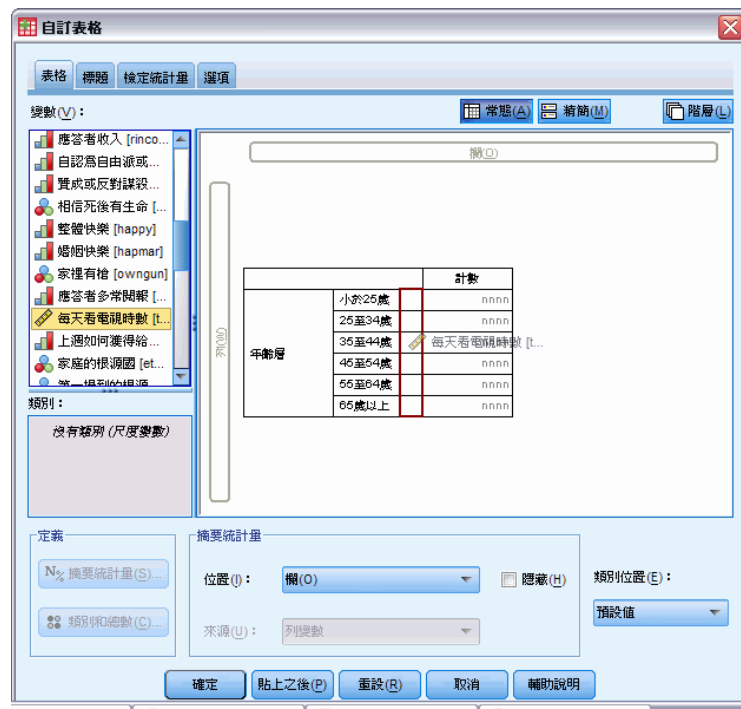 自訂表格
表格 標題 檢定統計量 選項
變數(V)：
常態(A) 精簡(M) 階層(L)
應答者收入 [rinco...
自認為自由派或...
贊成或反對謀殺...
相信死後有生命 [...
整體快樂 [happy]
婚姻快樂 [hapmar]
家裡有槍 [owngun]
應答者多常閱報 [...
每天看電視時數 [t...
上週如何獲得給...
家庭的根源國 [et...
第一提到的根源
類別：
沒有類別 (尺度變數)
欄(O)
列(W)
計數
年齡層
小於25歲 nnnn
25至34歲 nnnn
35至44歲 每天看電視時數 [t...
45至54歲 nnnn
55至64歲 nnnn
65歲以上 nnnn
定義
N% 摘要統計量(S)...
類別和總數(C)...
摘要統計量
位置(I)： 欄(O) 隱藏(H)
來源(U)： 列變數
類別位置(E)：
預設值
確定 貼上之後(P) 重設(R) 取消 輔助說明